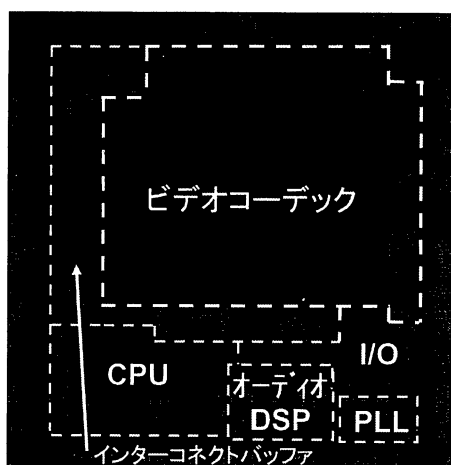 ビデオコーデック
I/O
CPU
オーディオ
DSP
PLL
インターコネクトバッファ